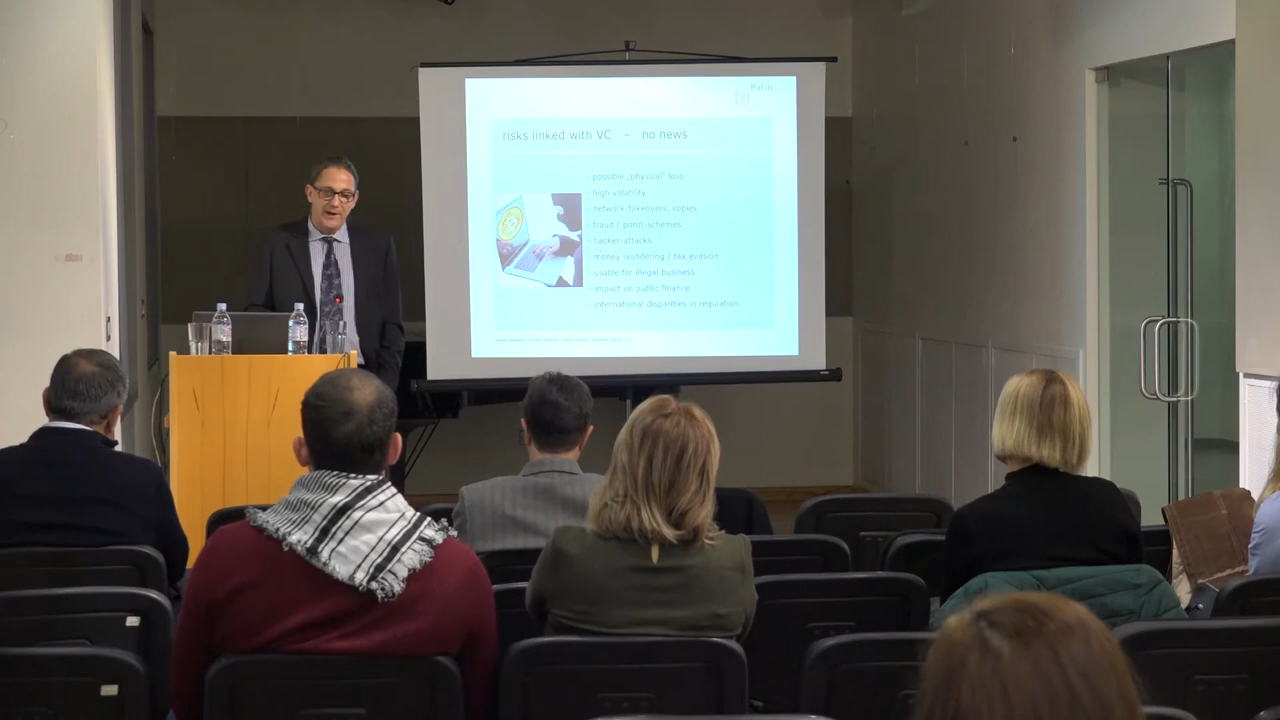 risks linked with VC - no news
- possible „physical" loss
- high volatility
- network-takeovers, copies
- fraud / ponzi-schemes
- hacker-attacks
- money laundering / tax evasion
- usable for illegal business
- impact on public finance
- international disparities in regulation